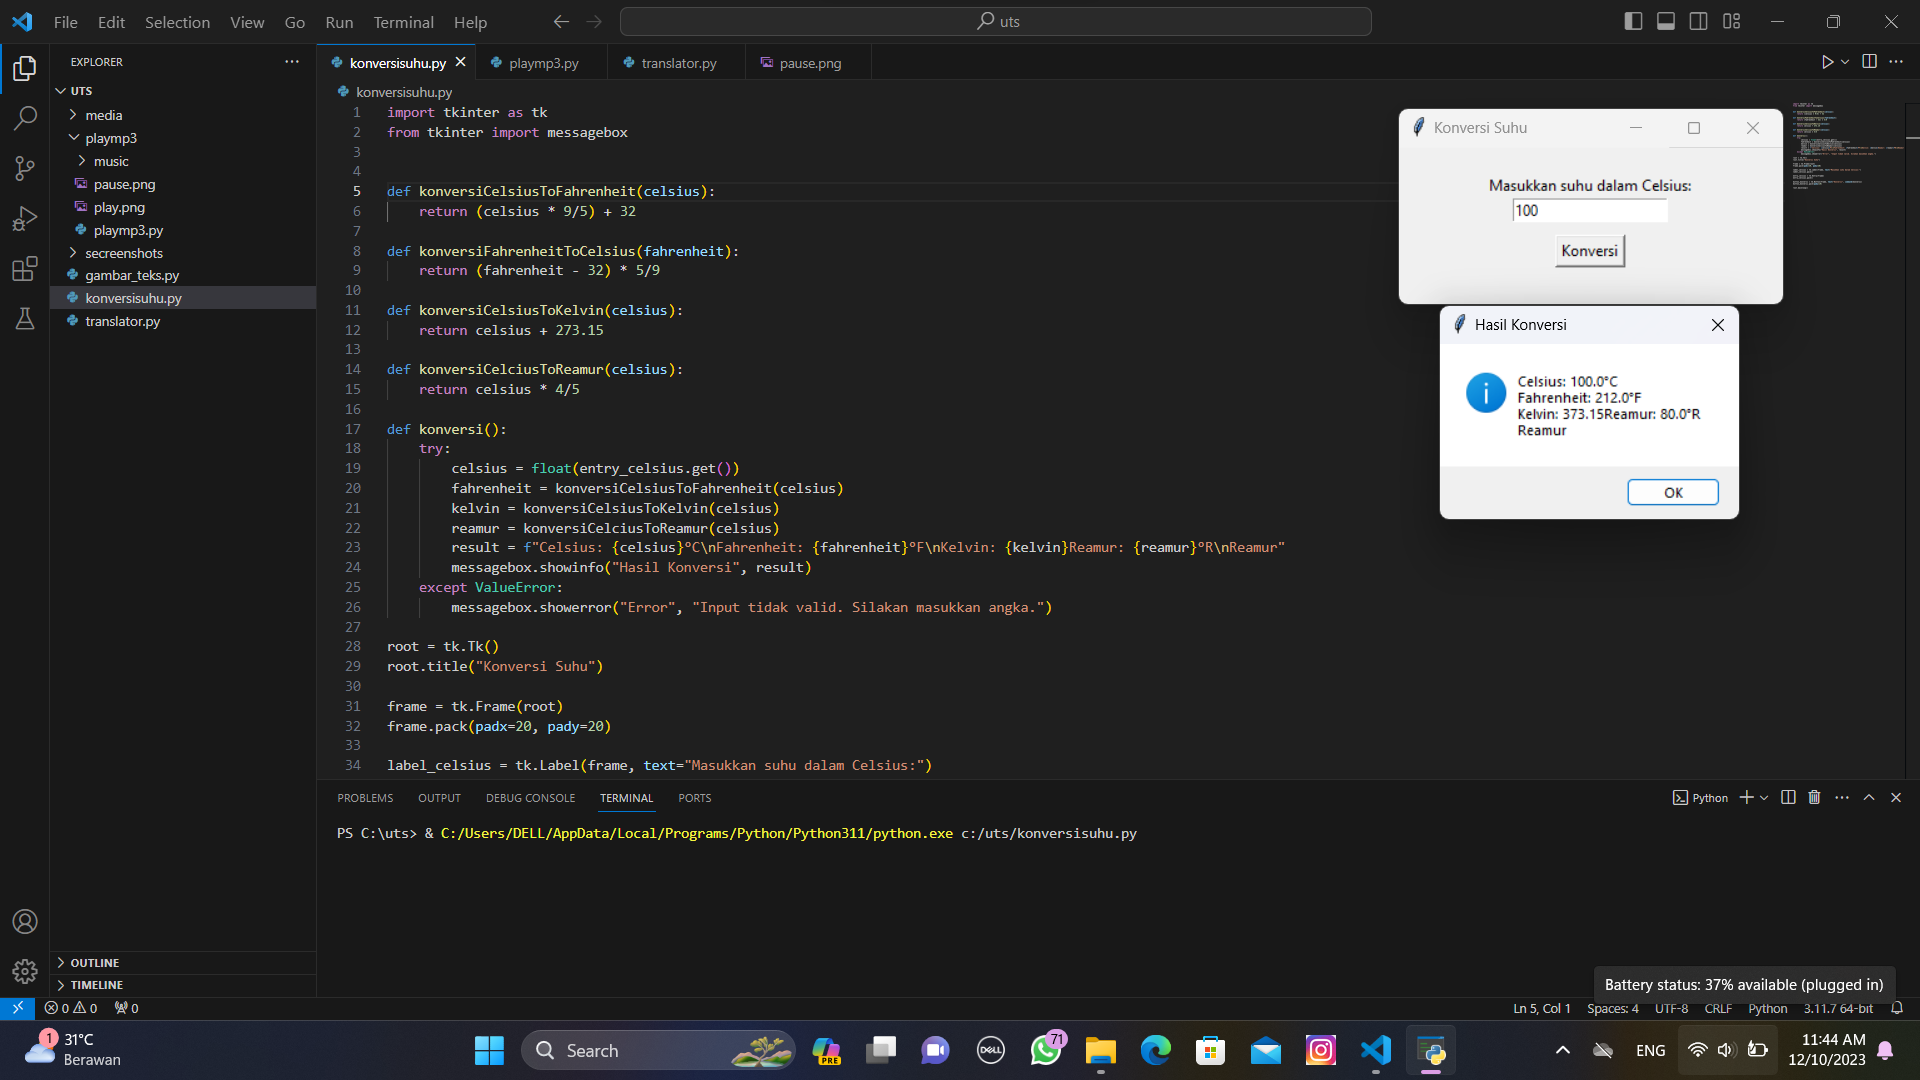 File Edit Selection View Go Run Terminal Help
uts
EXPLORER
UTS
media
playmp3
music
pause.png
play.png
playmp3.py
secreenshots
gambar_teks.py
konversisuhu.py
translator.py
OUTLINE
TIMELINE
konversisuhu.py playmp3.py translator.py pause.png
konversisuhu.py
1 import tkinter as tk
2 from tkinter import messagebox
3
4
5 def konversiCelsiusToFahrenheit(celsius):
6 return (celsius * 9/5) + 32
7
8 def konversiFahrenheitToCelsius(fahrenheit):
9 return (fahrenheit - 32) * 5/9
10
11 def konversiCelsiusToKelvin(celsius):
12 return celsius + 273.15
13
14 def konversiCelciusToReamur(celsius):
15 return celsius * 4/5
16
17 def konversi():
18 try:
19 celsius = float(entry_celsius.get())
20 fahrenheit = konversiCelsiusToFahrenheit(celsius)
21 kelvin = konversiCelsiusToKelvin(celsius)
22 reamur = konversiCelciusToReamur(celsius)
23 result = f"Celsius: {celsius}°C\nFahrenheit: {fahrenheit}°F\nKelvin: {kelvin}Reamur: {reamur}°R\nReamur"
24 messagebox.showinfo("Hasil Konversi", result)
25 except ValueError:
26 messagebox.showerror("Error", "Input tidak valid. Silakan masukkan angka.")
27
28 root = tk.Tk()
29 root.title("Konversi Suhu")
30
31 frame = tk.Frame(root)
32 frame.pack(padx=20, pady=20)
33
34 label_celsius = tk.Label(frame, text="Masukkan suhu dalam Celsius:")
Konversi Suhu
Masukkan suhu dalam Celsius:
100
Konversi
Hasil Konversi
Celsius: 100.0°C
Fahrenheit: 212.0°F
Kelvin: 373.15Reamur: 80.0°R
Reamur
OK
PROBLEMS OUTPUT DEBUG CONSOLE TERMINAL PORTS
Python
PS C:\uts> & C:/Users/DELL/AppData/Local/Programs/Python/Python311/python.exe c:/uts/konversisuhu.py
Battery status: 37% available (plugged in)
0 0 0
Ln 5, Col 1 Spaces: 4 UTF-8 CRLF Python 3.11.7 64-bit
1
31°C
Berawan
Search
PRE
DELL
71
ENG
11:44 AM
12/10/2023